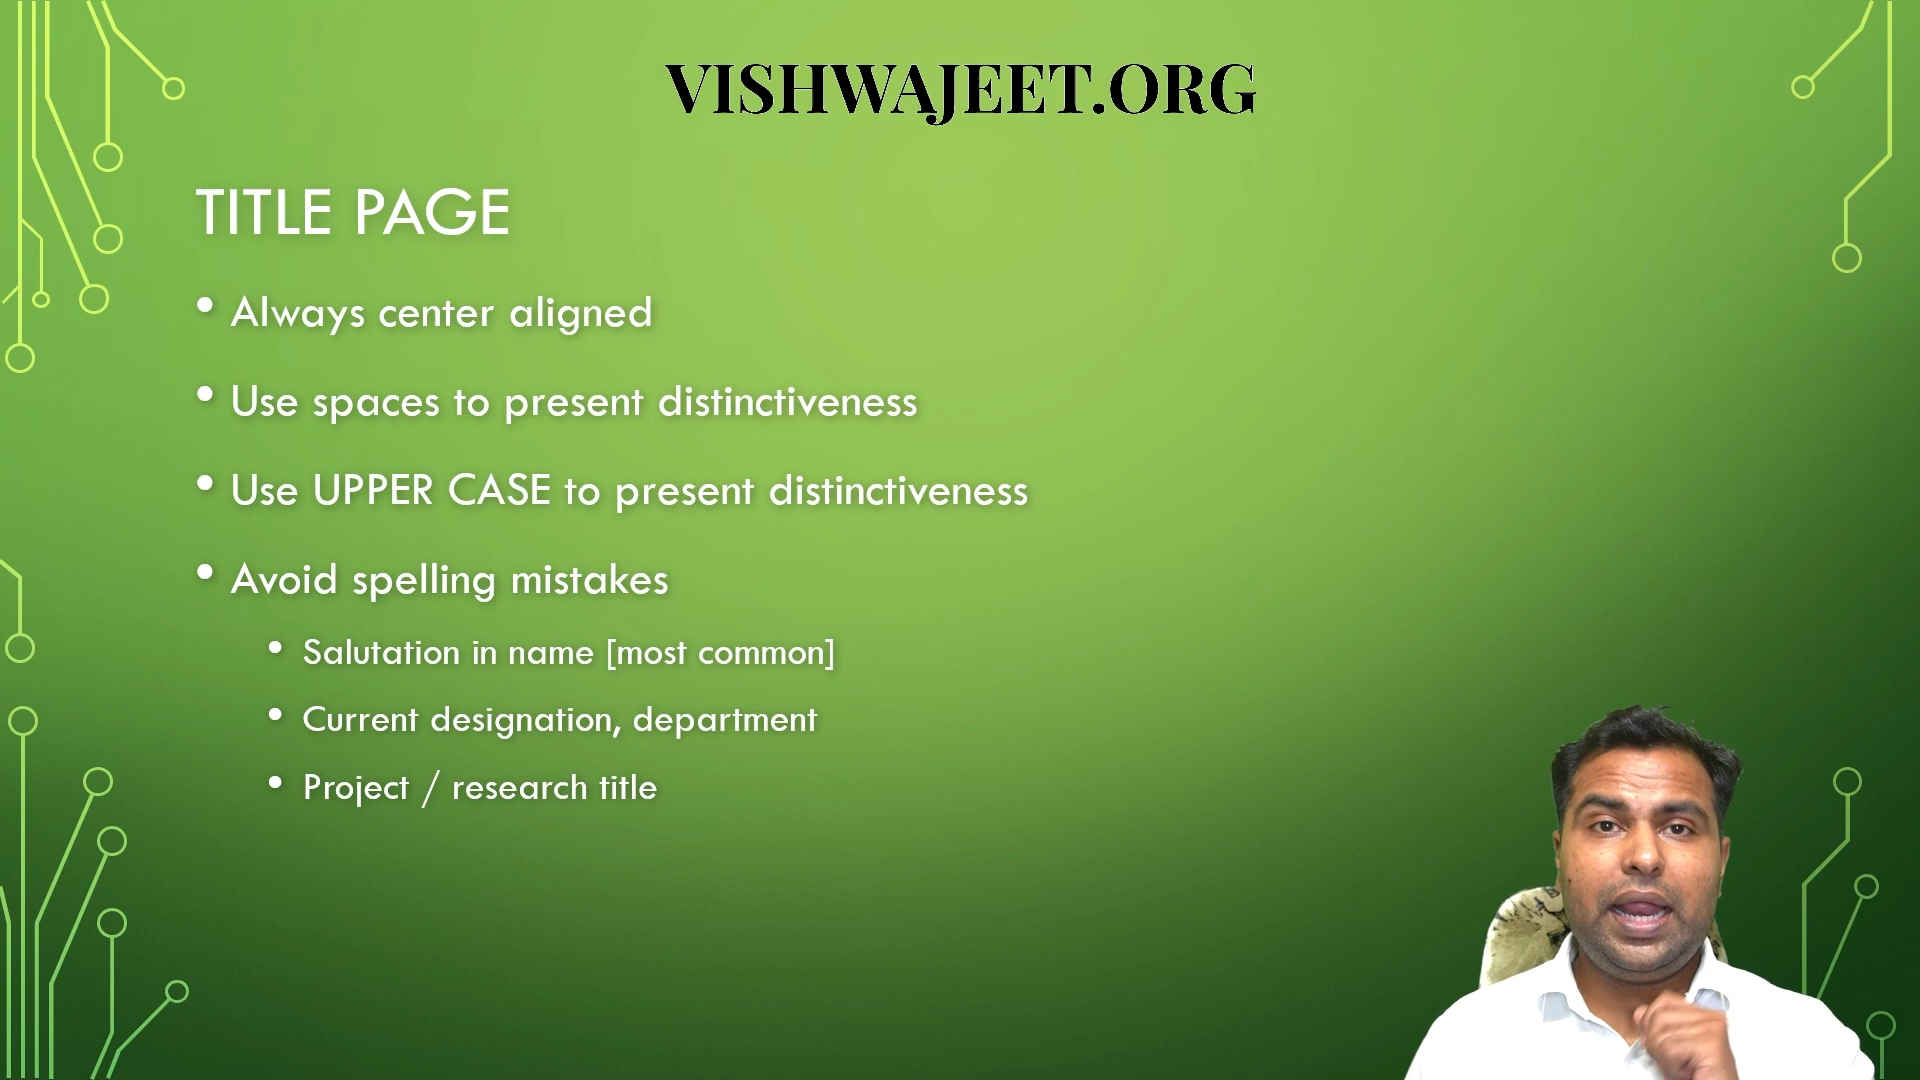 VISHWAJEET.ORG
TITLE PAGE
• Always center aligned
• Use spaces to present distinctiveness
• Use UPPER CASE to present distinctiveness
• Avoid spelling mistakes
• Salutation in name [most common]
• Current designation, department
• Project / research title